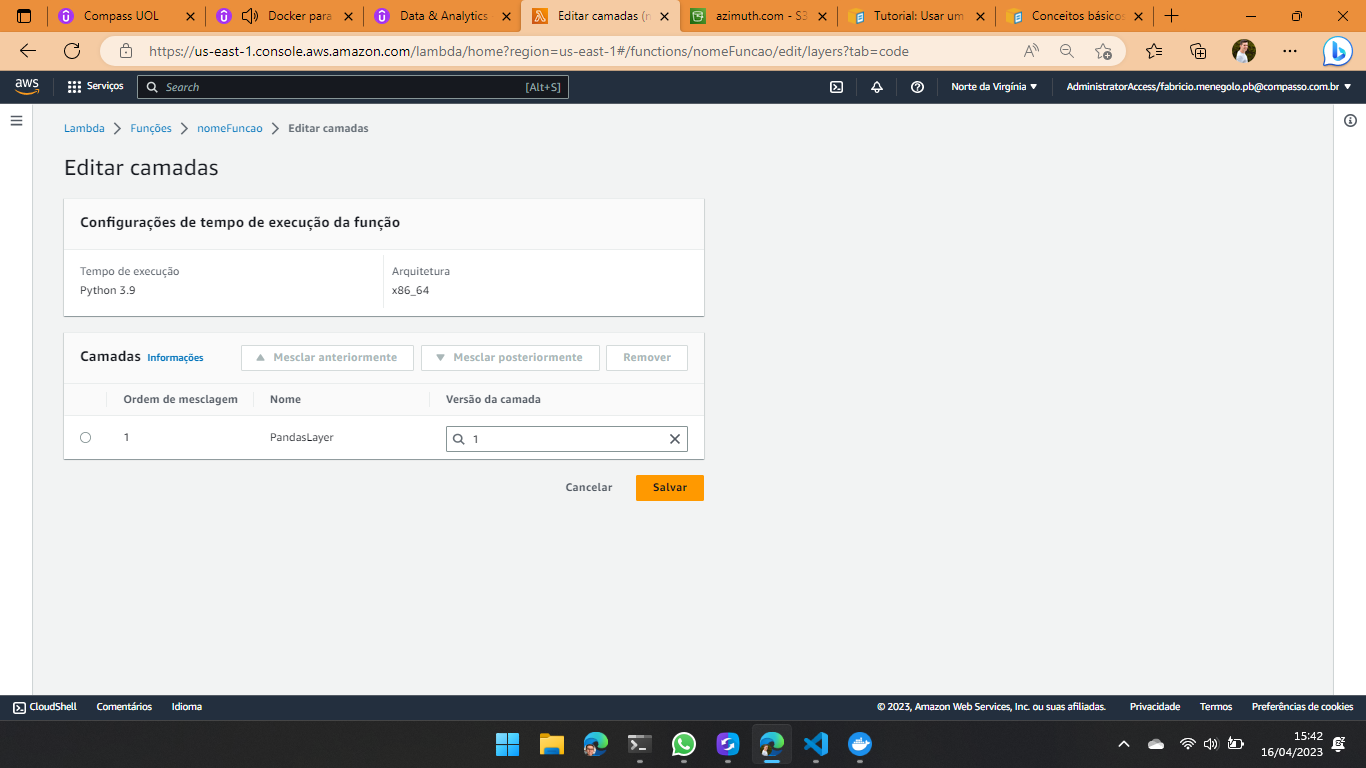 Compass UOL
Docker para
Data & Analytics
Editar camadas (n
azimuth.com - S3
Tutorial: Usar um
Conceitos básicos
https://us-east-1.console.aws.amazon.com/lambda/home?region=us-east-1#/functions/nomeFuncao/edit/layers?tab=code
aws Serviços Search [Alt+S] Norte da Virgínia AdministratorAccess/fabricio.menegolo.pb@compasso.com.br
Lambda Funções nomeFuncao Editar camadas
Editar camadas
Configurações de tempo de execução da função
Tempo de execução Arquitetura
Python 3.9 x86_64
Camadas Informações Mesclar anteriormente Mesclar posteriormente Remover
Ordem de mesclagem Nome Versão da camada
1 PandasLayer 1
Cancelar Salvar
CloudShell Comentários Idioma © 2023, Amazon Web Services, Inc. ou suas afiliadas. Privacidade Termos Preferências de cookies
15:42
16/04/2023